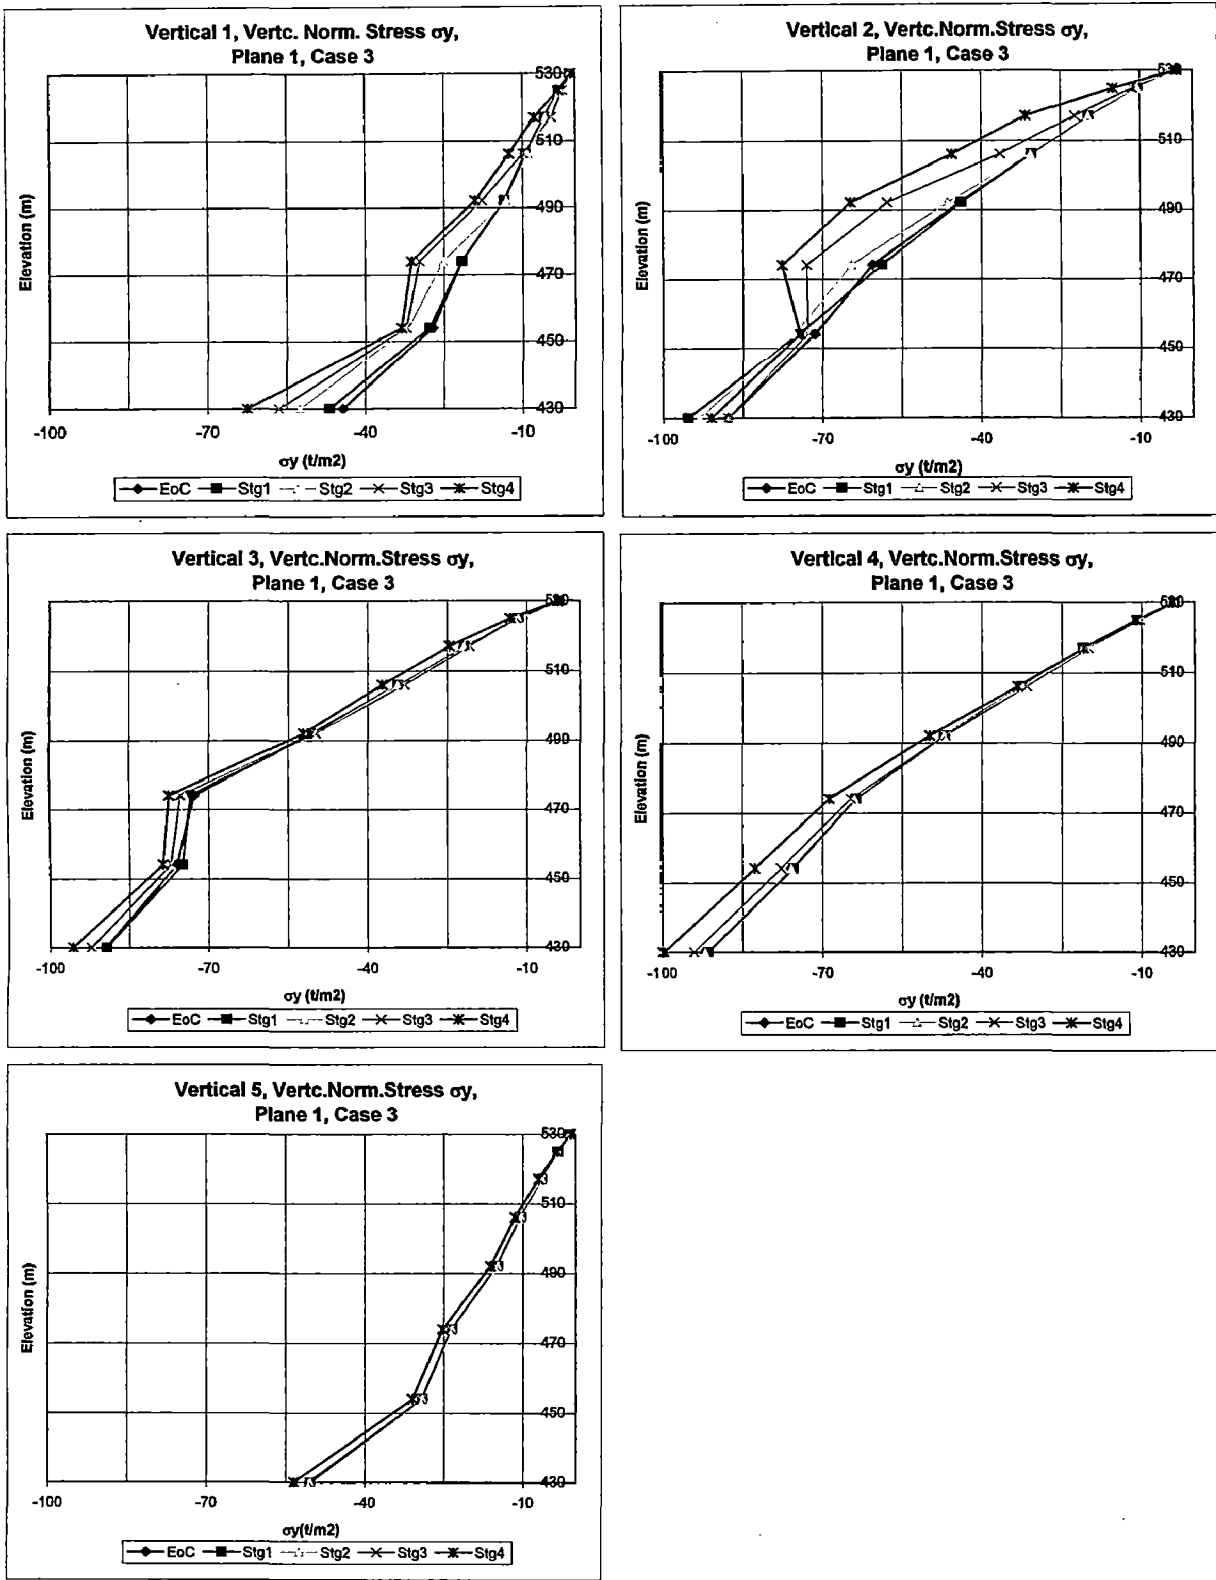 Vertical 1, Vertc. Norm. Stress σy,
Plane 1, Case 3
530
510
490
470
450
430
Elevation (m)
-100 -70 -40 -10
σy (t/m2)
EoC Stg1 Stg2 Stg3 Stg4
Vertical 2, Vertc.Norm.Stress σy,
Plane 1, Case 3
530
510
490
470
450
430
Elevation (m)
-100 -70 -40 -10
σy (t/m2)
EoC Stg1 Stg2 Stg3 Stg4
Vertical 3, Vertc.Norm.Stress σy,
Plane 1, Case 3
510
490
470
450
430
Elevation (m)
-100 -70 -40 -10
σy (t/m2)
EoC Stg1 Stg2 Stg3 Stg4
Vertical 4, Vertc.Norm.Stress σy,
Plane 1, Case 3
510
490
470
450
430
Elevation (m)
-100 -70 -40 -10
σy (t/m2)
EoC Stg1 Stg2 Stg3 Stg4
Vertical 5, Vertc.Norm.Stress σy,
Plane 1, Case 3
530
510
490
470
450
430
Elevation (m)
-100 -70 -40 -10
σy(t/m2)
EoC Stg1 Stg2 Stg3 Stg4